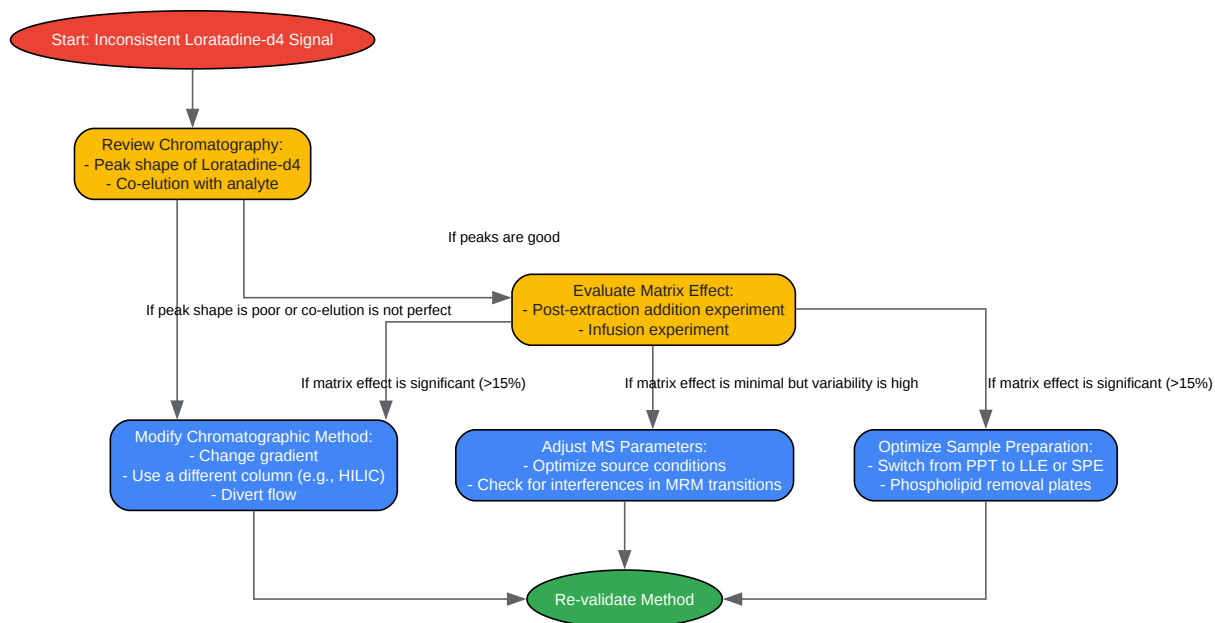 Start: Inconsistent Loratadine-d4 Signal
Review Chromatography:
- Peak shape of Loratadine-d4
- Co-elution with analyte
If peaks are good
Evaluate Matrix Effect:
- Post-extraction addition experiment
- Infusion experiment
If peak shape is poor or co-elution is not perfect
If matrix effect is significant (>15%)
If matrix effect is minimal but variability is high
If matrix effect is significant (>15%)
Modify Chromatographic Method:
- Change gradient
- Use a different column (e.g., HILIC)
- Divert flow
Adjust MS Parameters:
- Optimize source conditions
- Check for interferences in MRM transitions
Optimize Sample Preparation:
- Switch from PPT to LLE or SPE
- Phospholipid removal plates
Re-validate Method